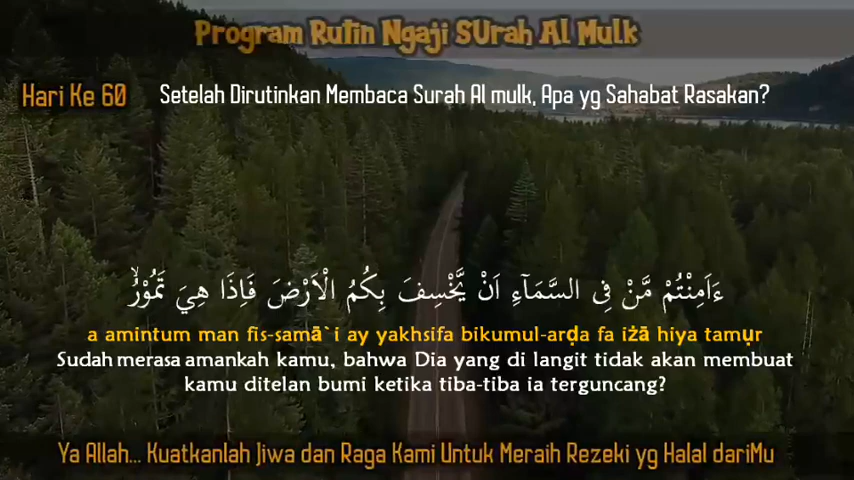 Program Rutin Ngaji SUrah Al Mulk
Hari Ke 60
Setelah Dirutinkan Membaca Surah Al mulk, Apa yg Sahabat Rasakan?
ءَاَمِنْتُمْ مَّنْ فِى السَّمَآءِ اَنْ يَّخْسِفَ بِكُمُ الْاَرْضَ فَاِذَا هِيَ تَمُوْرُۙ
a amintum man fis-samā`i ay yakhsifa bikumul-arḍa fa iżā hiya tamụr
Sudah merasa amankah kamu, bahwa Dia yang di langit tidak akan membuat
kamu ditelan bumi ketika tiba-tiba ia terguncang?
Ya Allah... Kuatkanlah Jiwa dan Raga Kami Untuk Meraih Rezeki yg Halal dariMu